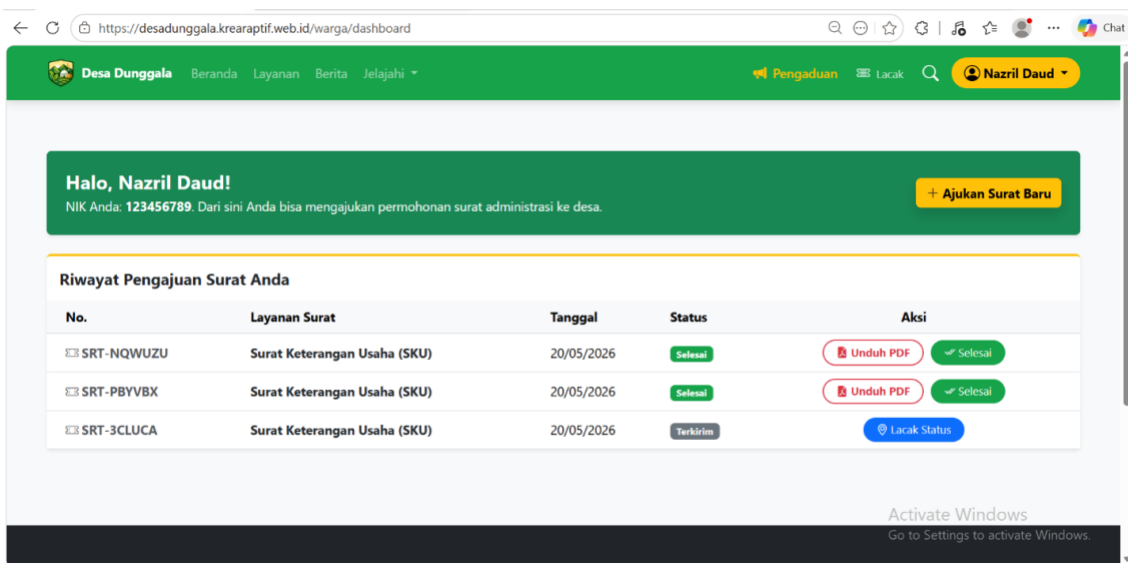 https://desadunggala.krearaptif.web.id/warga/dashboard
Chat
Desa Dunggala Beranda Layanan Berita Jelajahi Pengaduan Lacak Nazril Daud
Halo, Nazril Daud!
NIK Anda: 123456789. Dari sini Anda bisa mengajukan permohonan surat administrasi ke desa.
+ Ajukan Surat Baru
Riwayat Pengajuan Surat Anda
No. Layanan Surat Tanggal Status Aksi
SRT-NQWUZU Surat Keterangan Usaha (SKU) 20/05/2026 Selesai Unduh PDF Selesai
SRT-PBYVBX Surat Keterangan Usaha (SKU) 20/05/2026 Selesai Unduh PDF Selesai
SRT-3CLUCA Surat Keterangan Usaha (SKU) 20/05/2026 Terkirim Lacak Status
Activate Windows
Go to Settings to activate Windows.